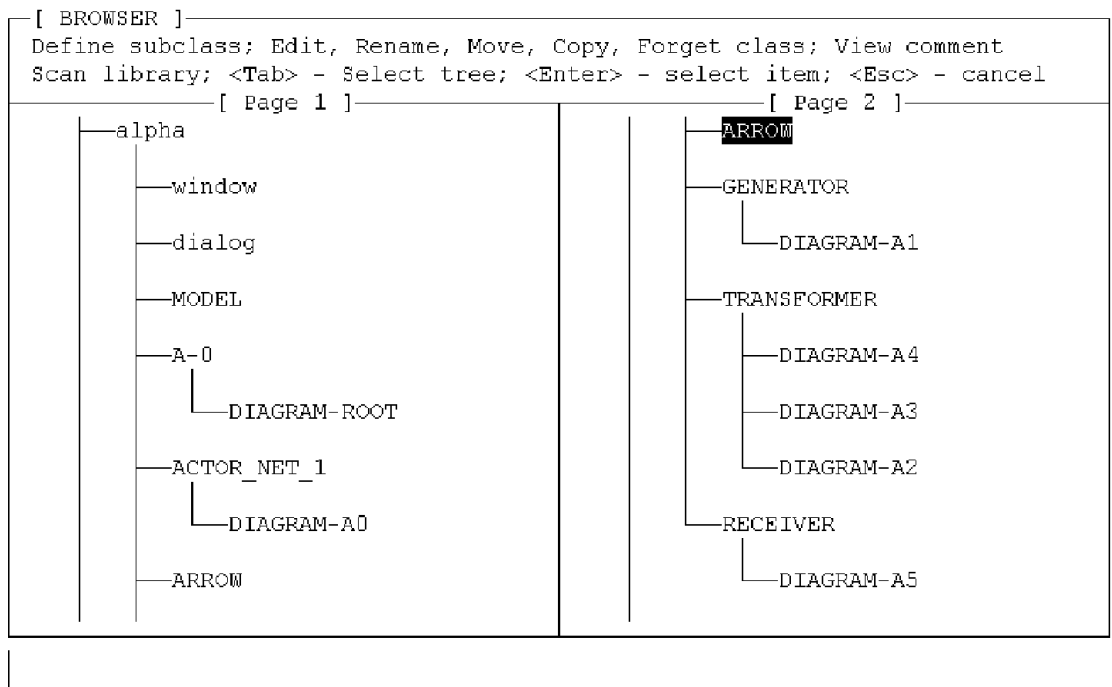 [ BROWSER ]
Define subclass; Edit, Rename, Move, Copy, Forget class; View comment
Scan library; <Tab> - Select tree; <Enter> - select item; <Esc> - cancel
[ Page 1 ]
alpha
window
dialog
MODEL
A-0
DIAGRAM-ROOT
ACTOR_NET_1
DIAGRAM-A0
ARROW
[ Page 2 ]
ARROW
GENERATOR
DIAGRAM-A1
TRANSFORMER
DIAGRAM-A4
DIAGRAM-A3
DIAGRAM-A2
RECEIVER
DIAGRAM-A5